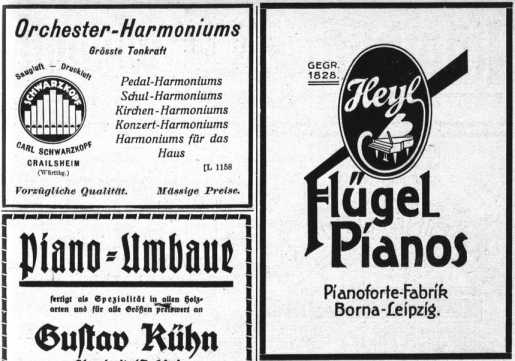 Orchester-Harmoniums
Grösste Tonkraft
Saugluft - Druckluft
SCHWARZKOPF
CARL SCHWARZKOPF
CRAILSHEIM
(Württbg.)
Pedal-Harmoniums
Schul-Harmoniums
Kirchen-Harmoniums
Konzert-Harmoniums
Harmoniums für das
Haus
[L 1158
Vorzügliche Qualität. Mässige Preise.
Piano-Umbaue
fertigt als Spezialität in allen Holz-
arten und für alle Größen preiswert an
Gustav Kühn
GEGR.
1828.
Heyl
Flügel
Pianos
Pianoforte-Fabrik
Borna-Leipzig.